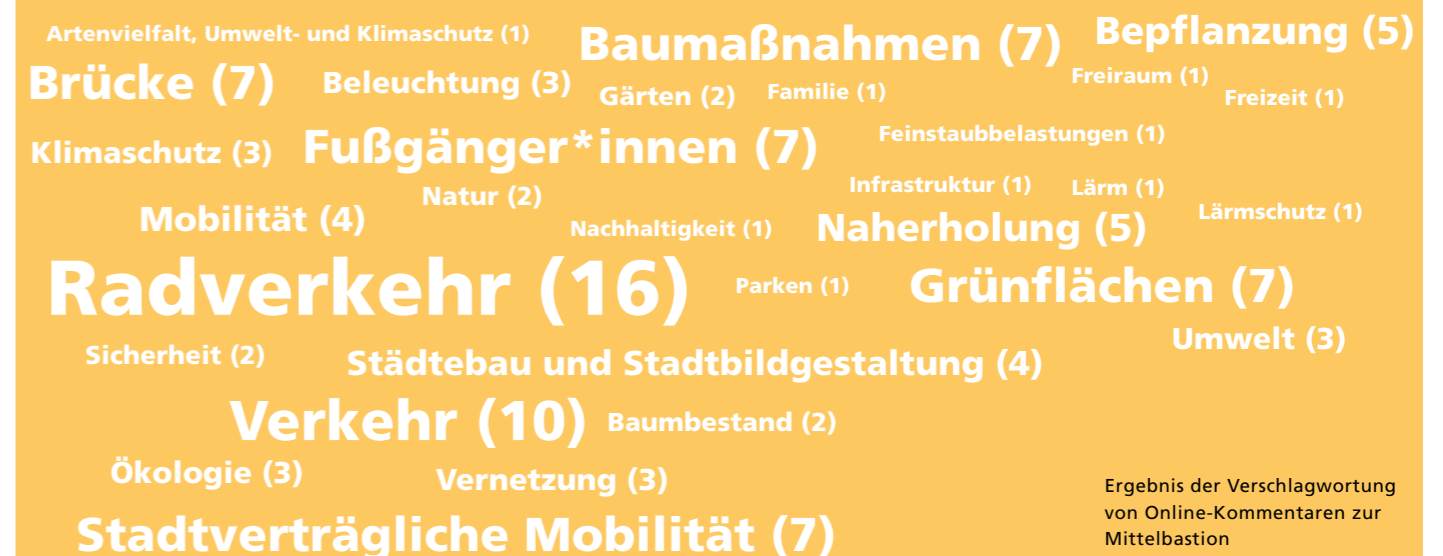 Artenvielfalt, Umwelt- und Klimaschutz (1)
Baumaßnahmen (7)
Bepflanzung (5)
Brücke (7)
Beleuchtung (3)
Gärten (2)
Familie (1)
Freiraum (1)
Freizeit (1)
Klimaschutz (3)
Fußgänger*innen (7)
Feinstaubbelastungen (1)
Natur (2)
Infrastruktur (1)
Lärm (1)
Mobilität (4)
Nachhaltigkeit (1)
Naherholung (5)
Lärmschutz (1)
Radverkehr (16)
Parken (1)
Grünflächen (7)
Umwelt (3)
Sicherheit (2)
Städtebau und Stadtbildgestaltung (4)
Verkehr (10)
Baumbestand (2)
Ökologie (3)
Vernetzung (3)
Stadtverträgliche Mobilität (7)
Ergebnis der Verschlagwortung
von Online-Kommentaren zur
Mittelbastion